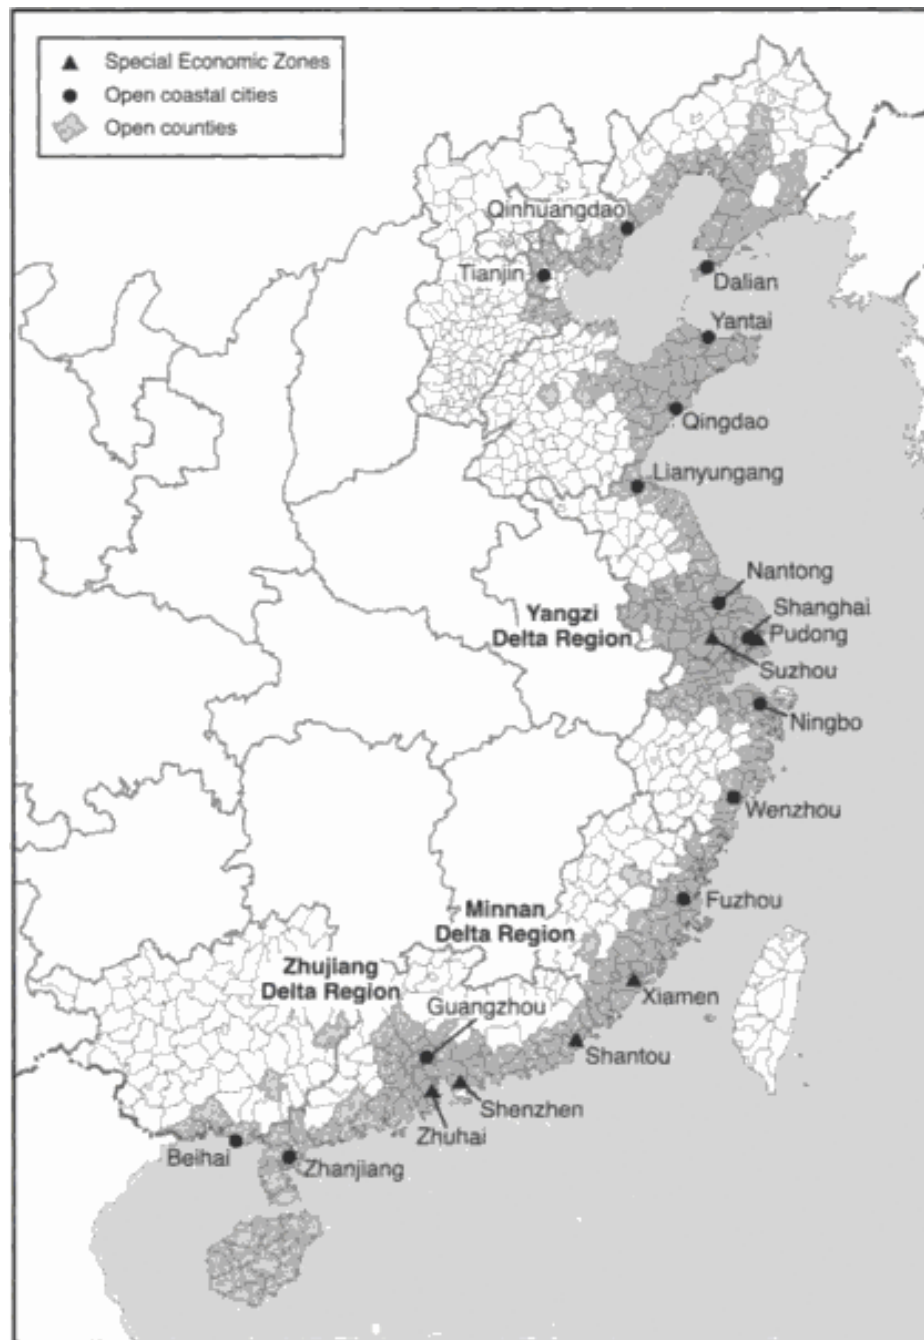 Special Economic Zones
Open coastal cities
Open counties
Qinhuangdao
Tianjin
Dalian
Yantai
Qingdao
Lianyungang
Nantong
Shanghai
Yangzi
Delta Region
Pudong
Suzhou
Ningbo
Wenzhou
Fuzhou
Minnan
Delta Region
Zhujiang
Delta Region
Xiamen
Guangzhou
Shantou
Shenzhen
Zhuhai
Beihai
Zhanjiang